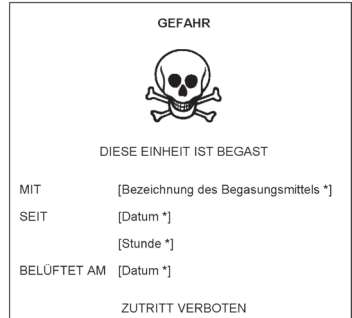 GEFAHR
DIESE EINHEIT IST BEGAST
MIT [Bezeichnung des Begasungsmittels *]
SEIT [Datum *]
[Stunde *]
BELÜFTET AM [Datum *]
ZUTRITT VERBOTEN